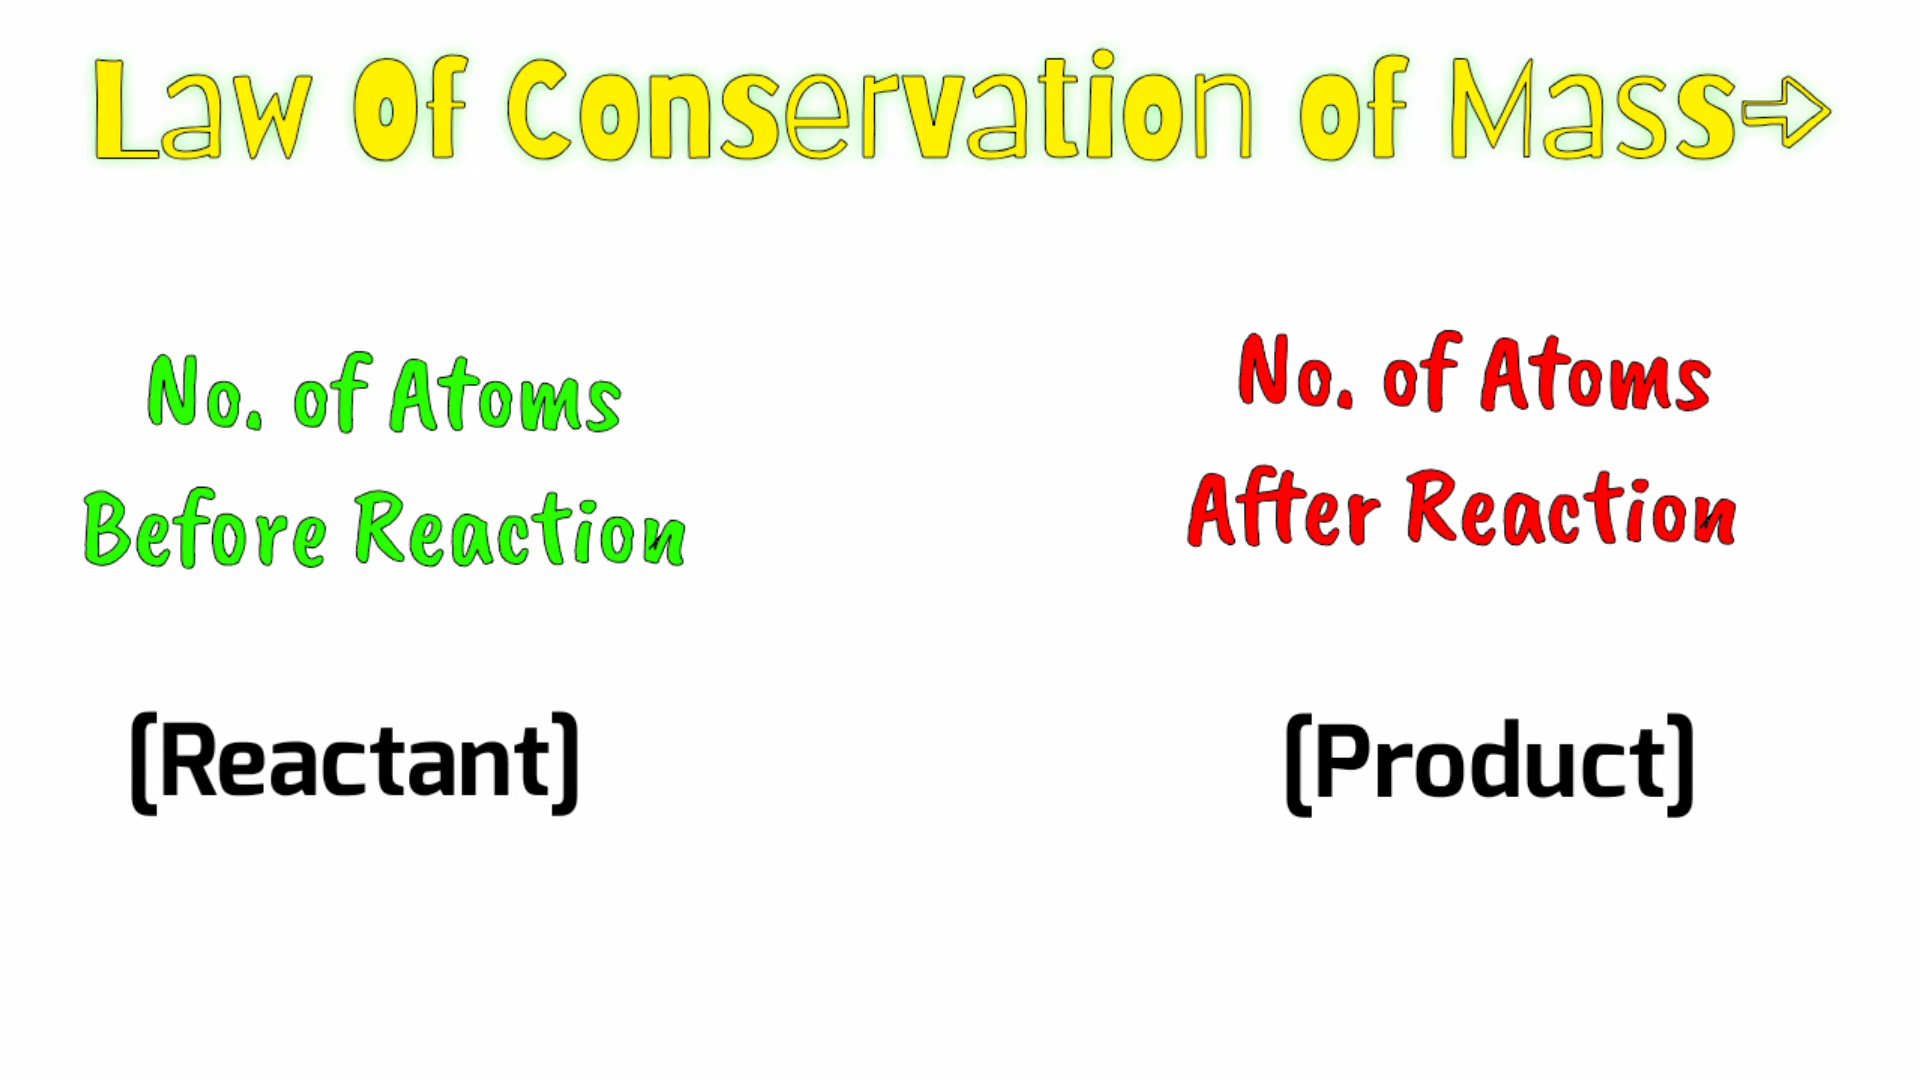 Law Of Conservation of Mass⇨
No. of Atoms
Before Reaction
[Reactant]
No. of Atoms
After Reaction
[Product]